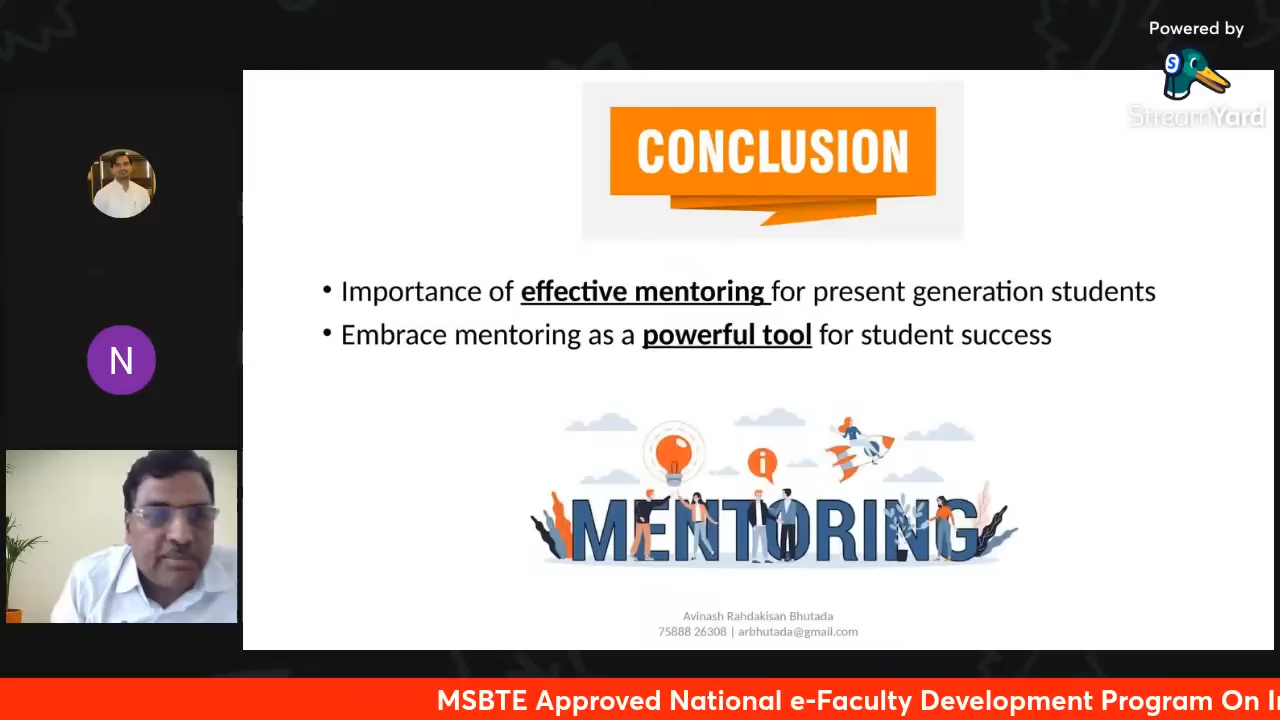 Powered by
S
StreamYard
CONCLUSION
• Importance of effective mentoring for present generation students
• Embrace mentoring as a powerful tool for student success
N
i
MENTORING
Avinash Rahdakisan Bhutada
75888 26308 | arbhutada@gmail.com
MSBTE Approved National e-Faculty Development Program On